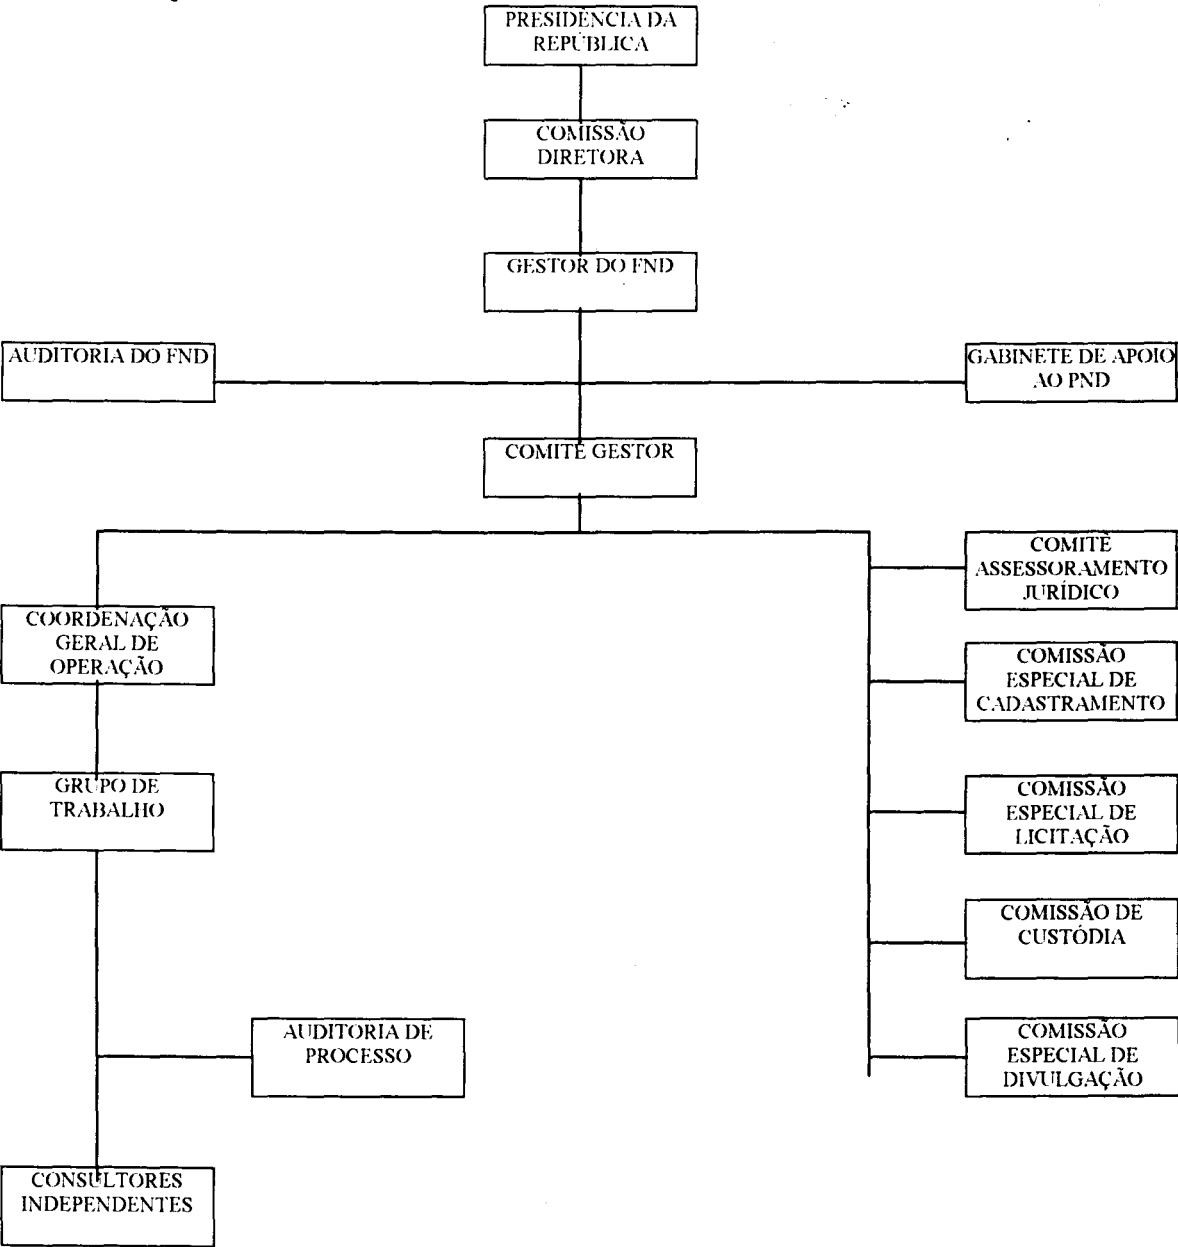 PRESIDÊNCIA DA
REPÚBLICA
COMISSÃO
DIRETORA
GESTOR DO FND
AUDITORIA DO FND
GABINETE DE APOIO
AO PND
COMITÊ GESTOR
COMITÊ
ASSESSORAMENTO
JURÍDICO
COORDENAÇÃO
GERAL DE
OPERAÇÃO
COMISSÃO
ESPECIAL DE
CADASTRAMENTO
GRUPO DE
TRABALHO
COMISSÃO
ESPECIAL DE
LICITAÇÃO
COMISSÃO DE
CUSTÓDIA
AUDITORIA DE
PROCESSO
COMISSÃO
ESPECIAL DE
DIVULGAÇÃO
CONSULTORES
INDEPENDENTES